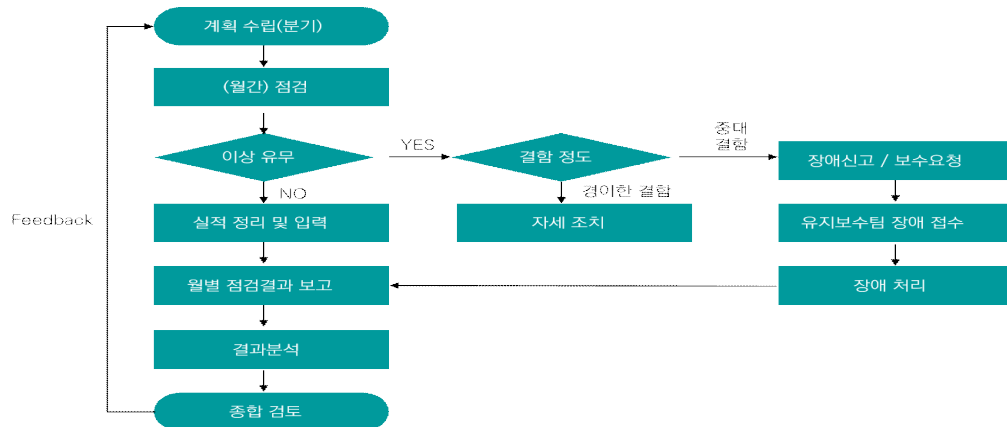 계획 수립(분기)
(월간) 점검
이상 유무
YES
결함 정도
중대
결함
장애신고 / 보수요청
NO
경이한 결함
Feedback
실적 정리 및 입력
자세 조치
유지보수팀 장애 접수
월별 점검결과 보고
장애 처리
결과분석
종합 검토